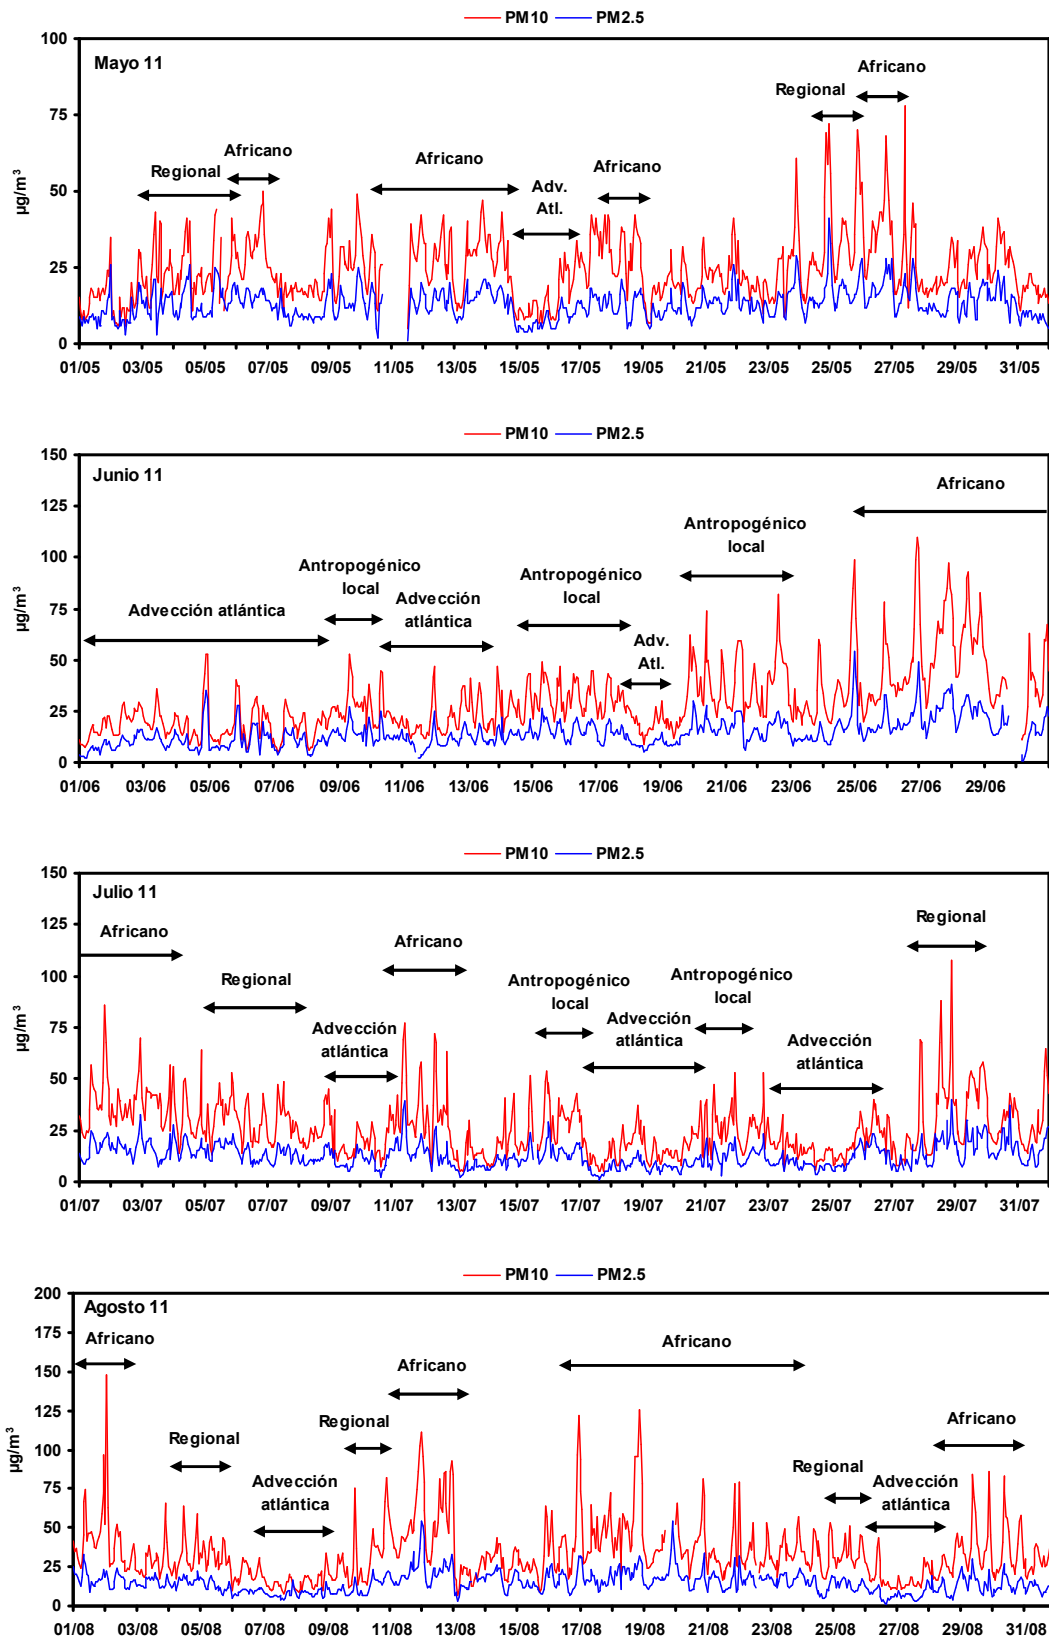 PM10 PM2.5
100
Mayo 11
Africano
75
Regional
Africano
Regional
Africano
Africano
50
Adv.
Atl.
µg/m³
25
0
01/05 03/05 05/05 07/05 09/05 11/05 13/05 15/05 17/05 19/05 21/05 23/05 25/05 27/05 29/05 31/05
PM10 PM2.5
150
Junio 11
Africano
125
Antropogénico
local
100
Antropogénico
local
Antropogénico
local
Advección
atlántica
75
Advección atlántica
Adv.
Atl.
50
µg/m³
25
0
01/06 03/06 05/06 07/06 09/06 11/06 13/06 15/06 17/06 19/06 21/06 23/06 25/06 27/06 29/06
PM10 PM2.5
150
Julio 11
125
Africano
Africano
Regional
100
Regional
Antropogénico
local
Antropogénico
local
75
Advección
atlántica
Advección
atlántica
Advección
atlántica
50
µg/m³
25
0
01/07 03/07 05/07 07/07 09/07 11/07 13/07 15/07 17/07 19/07 21/07 23/07 25/07 27/07 29/07 31/07
PM10 PM2.5
200
Agosto 11
175
Africano
Africano
150
Africano
125
Regional
Africano
100
Regional
Regional
75
Advección
atlántica
Advección
atlántica
50
µg/m³
25
0
01/08 03/08 05/08 07/08 09/08 11/08 13/08 15/08 17/08 19/08 21/08 23/08 25/08 27/08 29/08 31/08